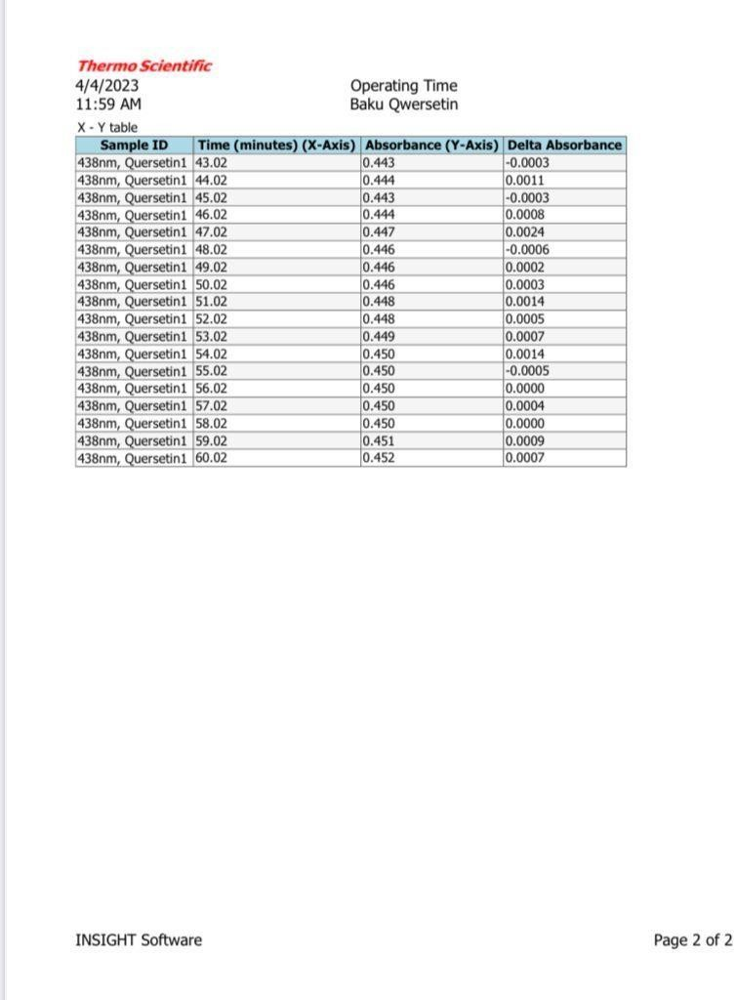 Thermo Scientific
4/4/2023
Operating Time
11:59 AM
Baku Qwersetin
X - Y table
Sample ID Time (minutes) (X-Axis) Absorbance (Y-Axis) Delta Absorbance
438nm, Quersetin1 43.02 0.443 -0.0003
438nm, Quersetin1 44.02 0.444 0.0011
438nm, Quersetin1 45.02 0.443 -0.0003
438nm, Quersetin1 46.02 0.444 0.0008
438nm, Quersetin1 47.02 0.447 0.0024
438nm, Quersetin1 48.02 0.446 -0.0006
438nm, Quersetin1 49.02 0.446 0.0002
438nm, Quersetin1 50.02 0.446 0.0003
438nm, Quersetin1 51.02 0.448 0.0014
438nm, Quersetin1 52.02 0.448 0.0005
438nm, Quersetin1 53.02 0.449 0.0007
438nm, Quersetin1 54.02 0.450 0.0014
438nm, Quersetin1 55.02 0.450 -0.0005
438nm, Quersetin1 56.02 0.450 0.0000
438nm, Quersetin1 57.02 0.450 0.0004
438nm, Quersetin1 58.02 0.450 0.0000
438nm, Quersetin1 59.02 0.451 0.0009
438nm, Quersetin1 60.02 0.452 0.0007
INSIGHT Software
Page 2 of 2